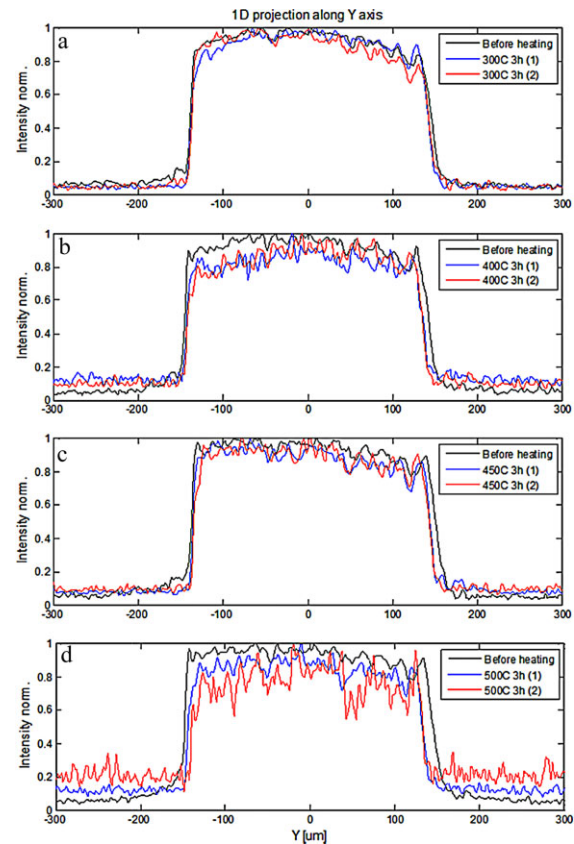 1D projection along Y axis
a
Intensity norm.
1
0.8
0.6
0.4
0.2
0
-300
-200
-100
0
100
200
300
Before heating
300C 3h (1)
300C 3h (2)
b
Intensity norm.
1
0.8
0.6
0.4
0.2
0
-300
-200
-100
0
100
200
300
Before heating
400C 3h (1)
400C 3h (2)
c
Intensity norm.
1
0.8
0.6
0.4
0.2
0
-300
-200
-100
0
100
200
300
Before heating
450C 3h (1)
450C 3h (2)
d
Intensity norm.
1
0.8
0.6
0.4
0.2
0
-300
-200
-100
0
100
200
300
Before heating
500C 3h (1)
500C 3h (2)
Y [um]